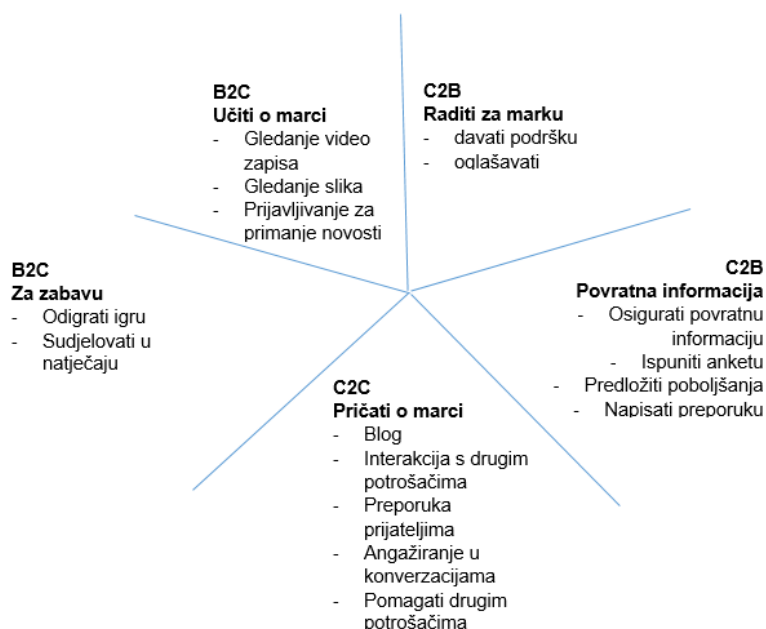 B2C
Učiti o marci
- Gledanje video
zapisa
- Gledanje slika
- Prijavljivanje za
primanje novosti
C2B
Raditi za marku
- davati podršku
- oglašavati
B2C
Za zabavu
- Odigrati igru
- Sudjelovati u
natječaju
C2B
Povratna informacija
- Osigurati povratnu
informaciju
- Ispuniti anketu
- Predložiti poboljšanja
- Napisati preporuku
C2C
Pričati o marci
- Blog
- Interakcija s drugim
potrošačima
- Preporuka
prijateljima
- Angažiranje u
konverzacijama
- Pomagati drugim
potrošačima